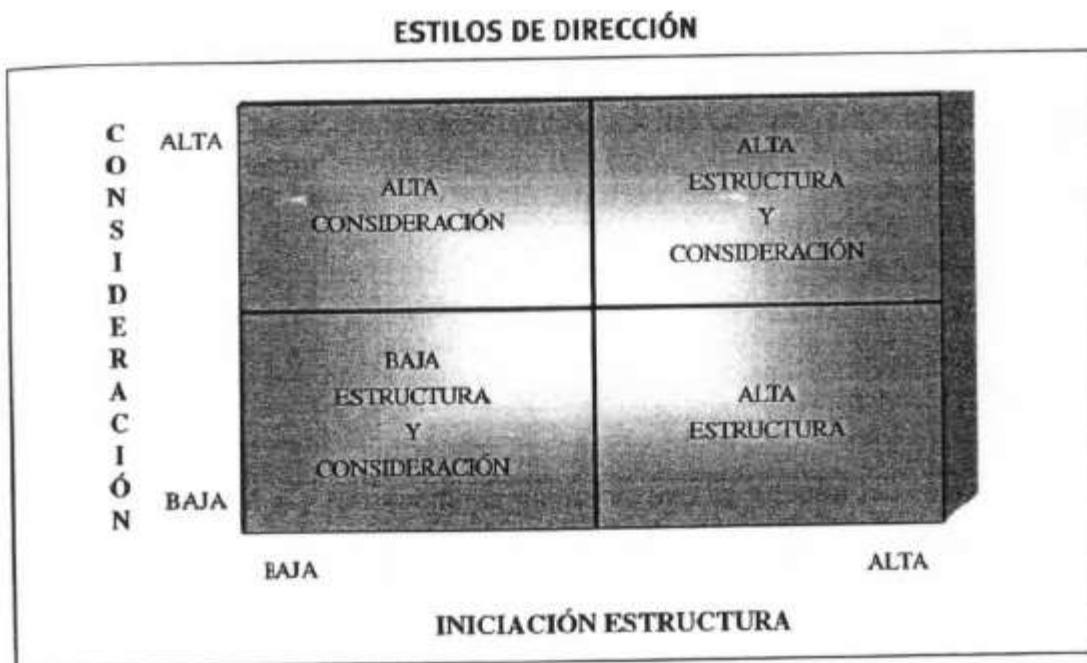 ESTILOS DE DIRECCIÓN
CONSIDERACIÓN
ALTA
ALTA
CONSIDERACIÓN
ALTA
ESTRUCTURA
Y
CONSIDERACIÓN
BAJA
ESTRUCTURA
Y
CONSIDERACIÓN
ALTA
ESTRUCTURA
BAJA
BAJA
ALTA
INICIACIÓN ESTRUCTURA